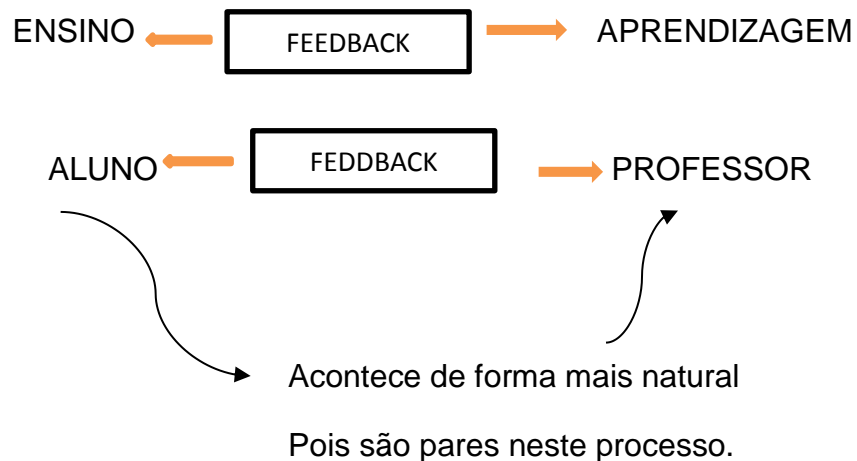 ENSINO FEEDBACK APRENDIZAGEM
ALUNO FEDDBACK PROFESSOR
Acontece de forma mais natural
Pois são pares neste processo.